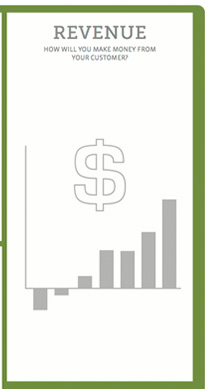 REVENUE
HOW WILL YOU MAKE MONEY FROM
YOUR CUSTOMER?
$